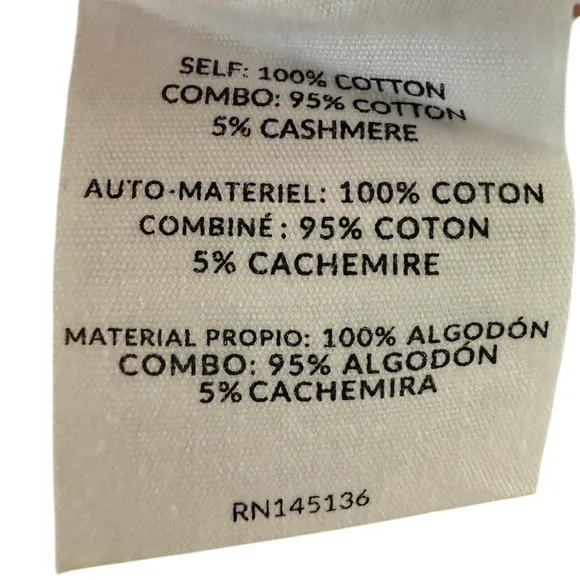 SELF: 100% COTTON
COMBO: 95% COTTON
5% CASHMERE
AUTO-MATERIEL: 100% COTON
COMBINÉ: 95% COTON
5% CACHEMIRE
MATERIAL PROPIO: 100% ALGODÓN
COMBO: 95% ALGODÓN
5% CACHEMIRA
RN145136